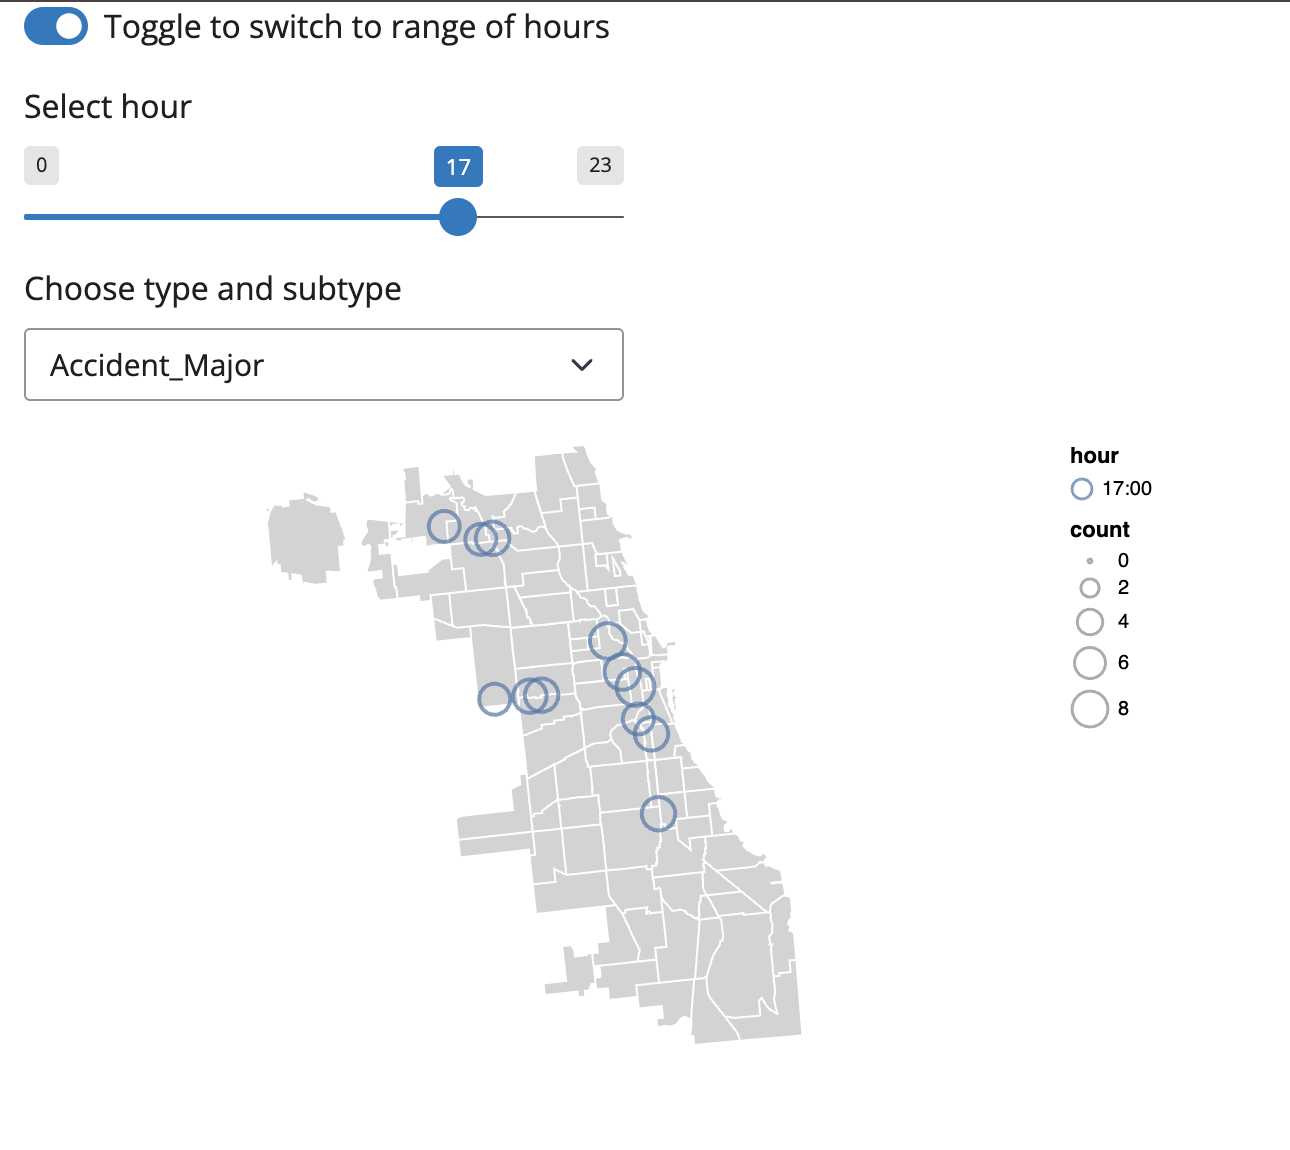 Toggle to switch to range of hours
Select hour
0 17 23
Choose type and subtype
Accident_Major
hour
17:00
count
0
2
4
6
8